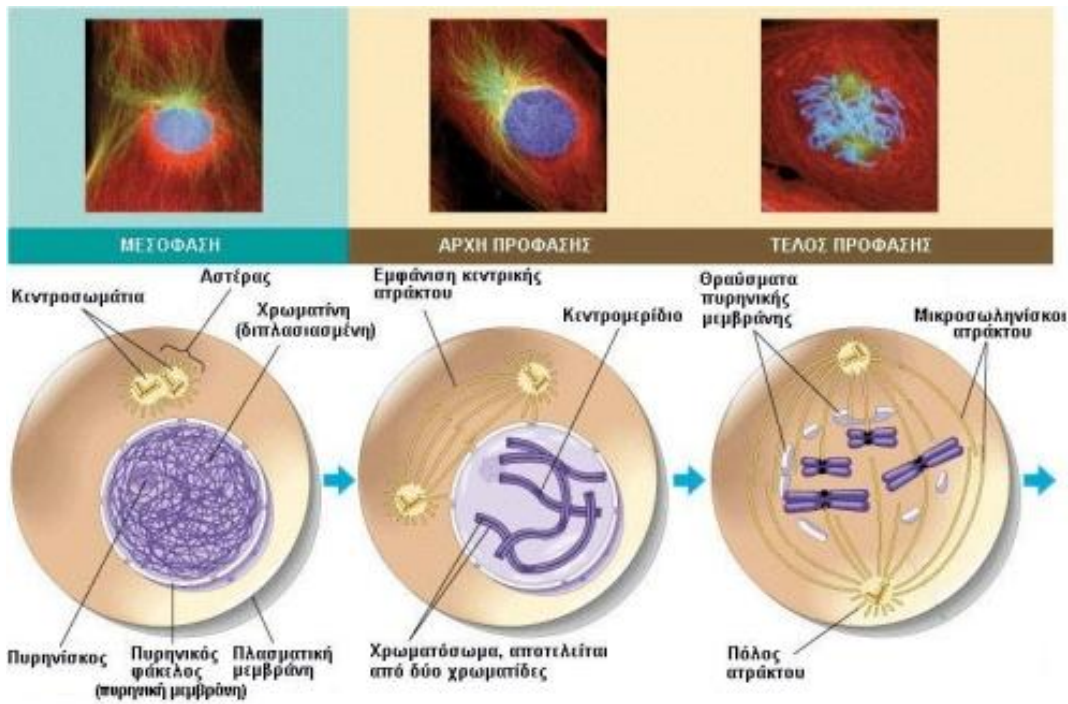 ΜΕΣΟΦΑΣΗ
ΑΡΧΗ ΠΡΟΦΑΣΗΣ
ΤΕΛΟΣ ΠΡΟΦΑΣΗΣ
Αστέρας
Κεντροσωμάτια
Χρωματίνη
(διπλασιασμένη)
Πυρηνίσκος
Πυρηνικός
φάκελος
(πυρηνική μεμβράνη)
Πλασματική
μεμβράνη
Εμφάνιση κεντρικής
ατράκτου
Κεντρομερίδιο
Χρωματόσωμα, αποτελείται
από δύο χρωματίδες
Θραύσματα
πυρηνικής
μεμβράνης
Μικροσωληνίσκοι
ατράκτου
Πόλος
ατράκτου